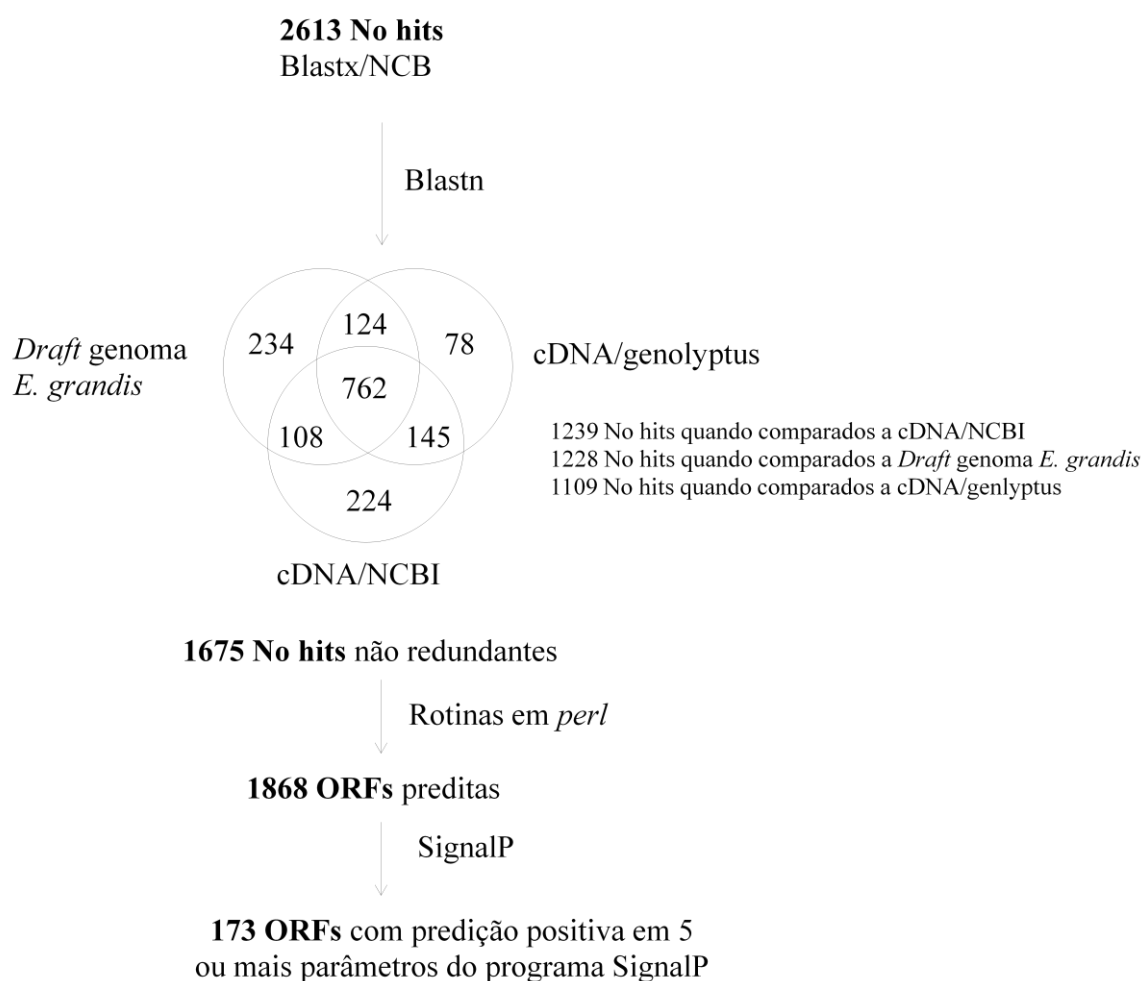 2613 No hits
Blastx/NCB
Blastn
Draft genoma
E. grandis
234
124
78
762
108
145
224
cDNA/genolyptus
cDNA/NCBI
1239 No hits quando comparados a cDNA/NCBI
1228 No hits quando comparados a Draft genoma E. grandis
1109 No hits quando comparados a cDNA/genlyptus
1675 No hits não redundantes
Rotinas em perl
1868 ORFs preditas
SignalP
173 ORFs com predição positiva em 5
ou mais parâmetros do programa SignalP